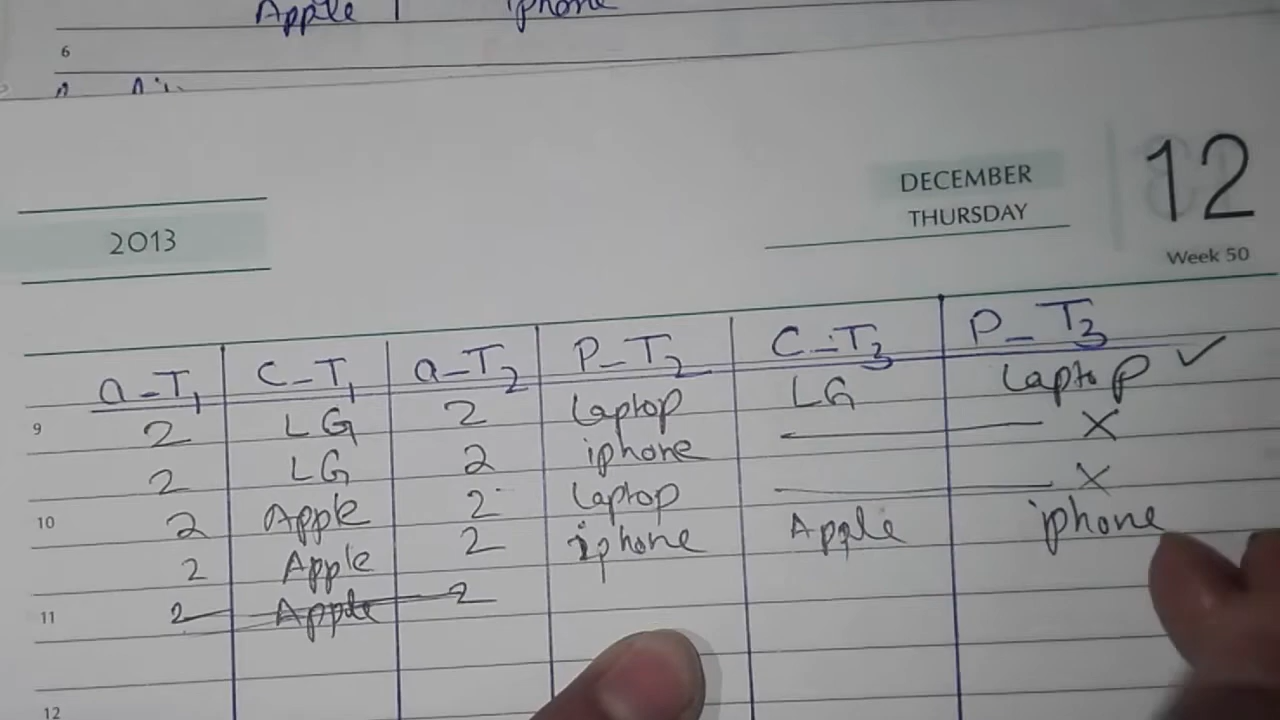 Apple iphone
6
DECEMBER 12
THURSDAY
2013 Week 50
a_T1 C_T1 a_T2 P_T2 C_T3 P_T3
9 2 LG 2 laptop LG laptop ✓
2 LG 2 iphone — X
10 2 Apple 2 laptop — X
2 Apple 2 iphone Apple iphone
11 2 Apple 2
12